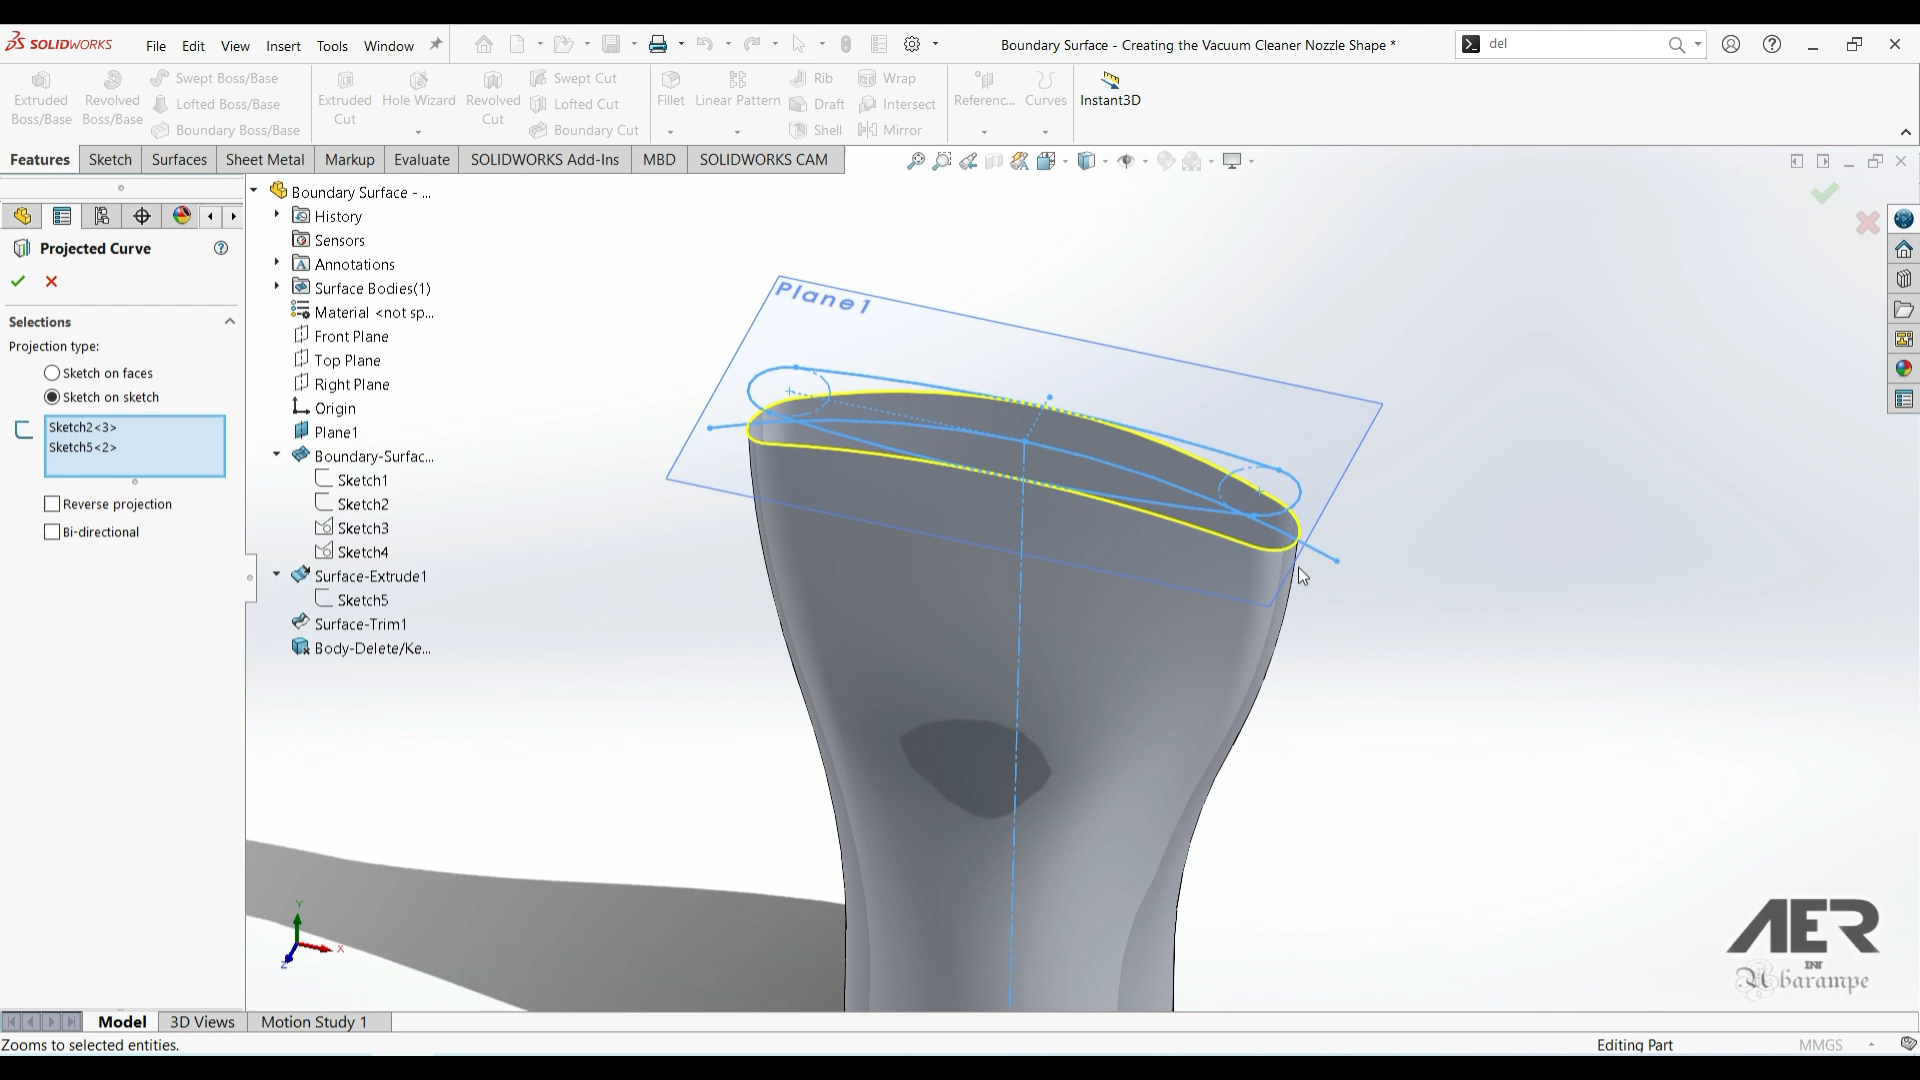 SOLIDWORKS File Edit View Insert Tools Window Boundary Surface - Creating the Vacuum Cleaner Nozzle Shape * del
Extruded Boss/Base
Revolved Boss/Base
Swept Boss/Base
Lofted Boss/Base
Boundary Boss/Base
Extruded Cut
Hole Wizard
Revolved Cut
Swept Cut
Lofted Cut
Boundary Cut
Fillet
Linear Pattern
Rib
Draft
Shell
Wrap
Intersect
Mirror
Referenc...
Curves
Instant3D
Features Sketch Surfaces Sheet Metal Markup Evaluate SOLIDWORKS Add-Ins MBD SOLIDWORKS CAM
Projected Curve
Selections
Projection type:
Sketch on faces
Sketch on sketch
Sketch2<3>
Sketch5<2>
Reverse projection
Bi-directional
Boundary Surface - ...
History
Sensors
Annotations
Surface Bodies(1)
Material <not sp...
Front Plane
Top Plane
Right Plane
Origin
Plane1
Boundary-Surfac...
Sketch1
Sketch2
Sketch3
Sketch4
Surface-Extrude1
Sketch5
Surface-Trim1
Body-Delete/Ke...
Plane1
Y
X
Z
AER
INT
Abarampe
Model 3D Views Motion Study 1
Zooms to selected entities. Editing Part MMGS